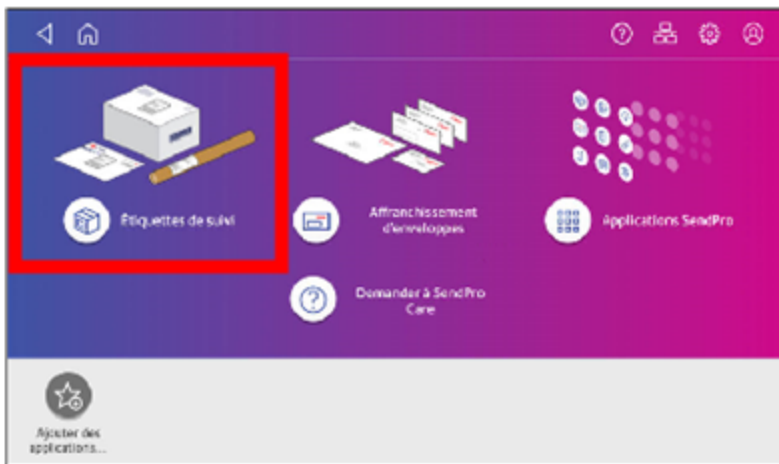 Étiquettes de suivi
Affranchissement
d'enveloppes
Applications SendPro
Demander à SendPro
Care
Ajouter des
applications...